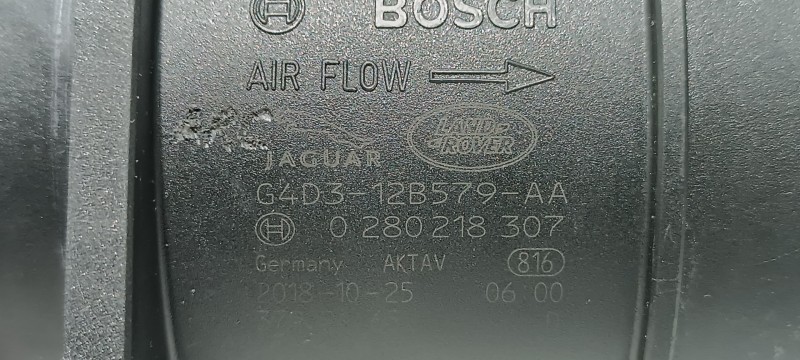 BOSCH
AIR FLOW
JAGUAR
LAND ROVER
G4D3-12B579-AA
0 280 218 307
Germany AKTAV 816
2018-10-25 06:00